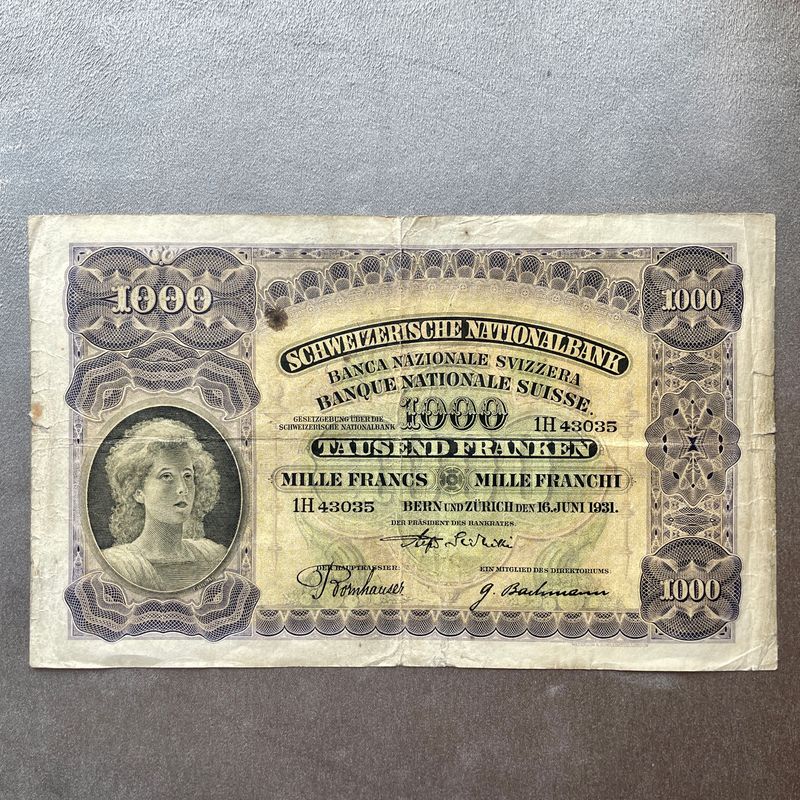 1000
1000
SCHWEIZERISCHE NATIONALBANK
BANCA NAZIONALE SVIZZERA
BANQUE NATIONALE SUISSE.
GESETZGEBUNG ÜBER DIE
SCHWEIZERISCHE NATIONALBANK
1000
1H 43035
TAUSEND FRANKEN
MILLE FRANCS MILLE FRANCHI
1H 43035 BERN UND ZÜRICH DEN 16. JUNI 1931.
DER PRÄSIDENT DES BANKRATES.
DER HAUPTKASSIER: EIN MITGLIED DES DIREKTORIUMS.
Kornhauser G. Bachmann
1000